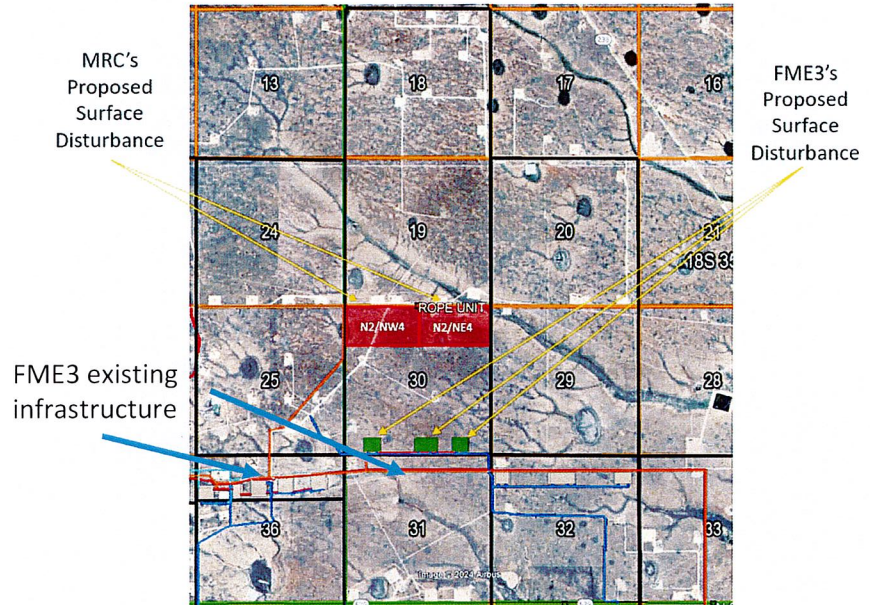 MRC's
Proposed
Surface
Disturbance
FME3's
Proposed
Surface
Disturbance
FME3 existing
infrastructure
13
18
17
16
24
19
20
21
18S 33
ROPE UNIT
N2/NW4
N2/NE4
25
30
29
28
36
31
32
33
Image © 2024 Airbus